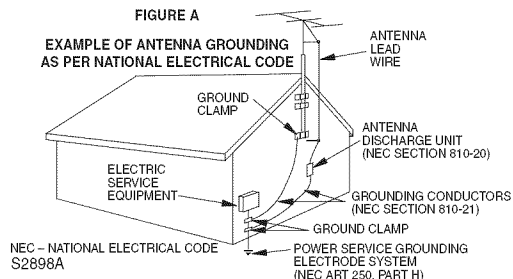 FIGURE A
EXAMPLE OF ANTENNA GROUNDING
AS PER NATIONAL ELECTRICAL CODE
ANTENNA
LEAD
WIRE
GROUND
CLAMP
ANTENNA
DISCHARGE UNIT
(NEC SECTION 810-20)
ELECTRIC
SERVICE
EQUIPMENT
GROUNDING CONDUCTORS
(NEC SECTION 810-21)
GROUND CLAMP
NEC – NATIONAL ELECTRICAL CODE
S2898A
POWER SERVICE GROUNDING
ELECTRODE SYSTEM
(NEC ART 250, PART H)